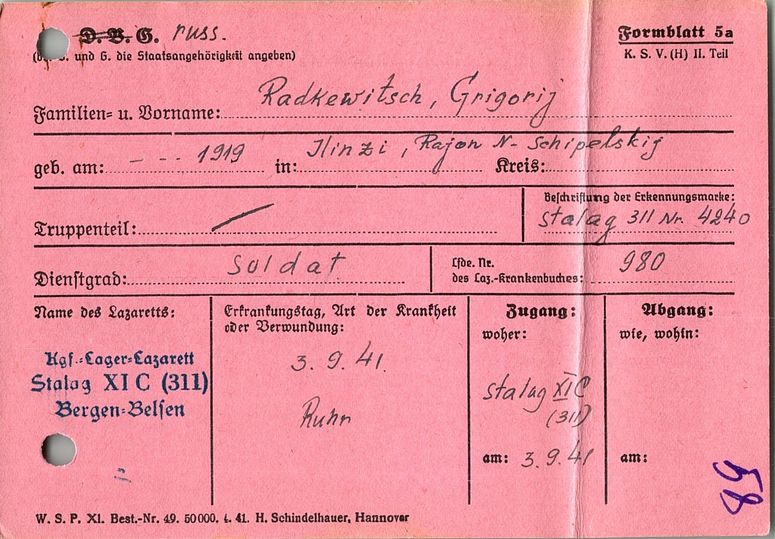 D.B.G. russ.
Formblatt 5a
(bei B. und G. die Staatsangehörigkeit angeben)
K. S. V. (H) II. Teil
Familien- u. Vorname: Radkewitsch, Grigorij
geb. am: – – – 1919 in: Ilinzi, Rajon N-Schipelskij Kreis:
Truppenteil: /
Beschriftung der Erkennungsmarke:
Stalag 311 Nr. 4240
Dienstgrad: Soldat
Lfde. Nr.
des Laz.-Krankenbuches: 980
Name des Lazaretts:
Kgf.-Lager-Lazarett
Stalag XI C (311)
Bergen-Belsen
Erkrankungstag, Art der Krankheit
oder Verwundung:
3. 9. 41.
Ruhr
Zugang:
woher:
Stalag XI C
(311)
am: 3. 9. 41
Abgang:
wie, wohin:
am:
58
W. S. P. XI. Best.-Nr. 49. 50000. 4. 41. H. Schindelhauer, Hannover